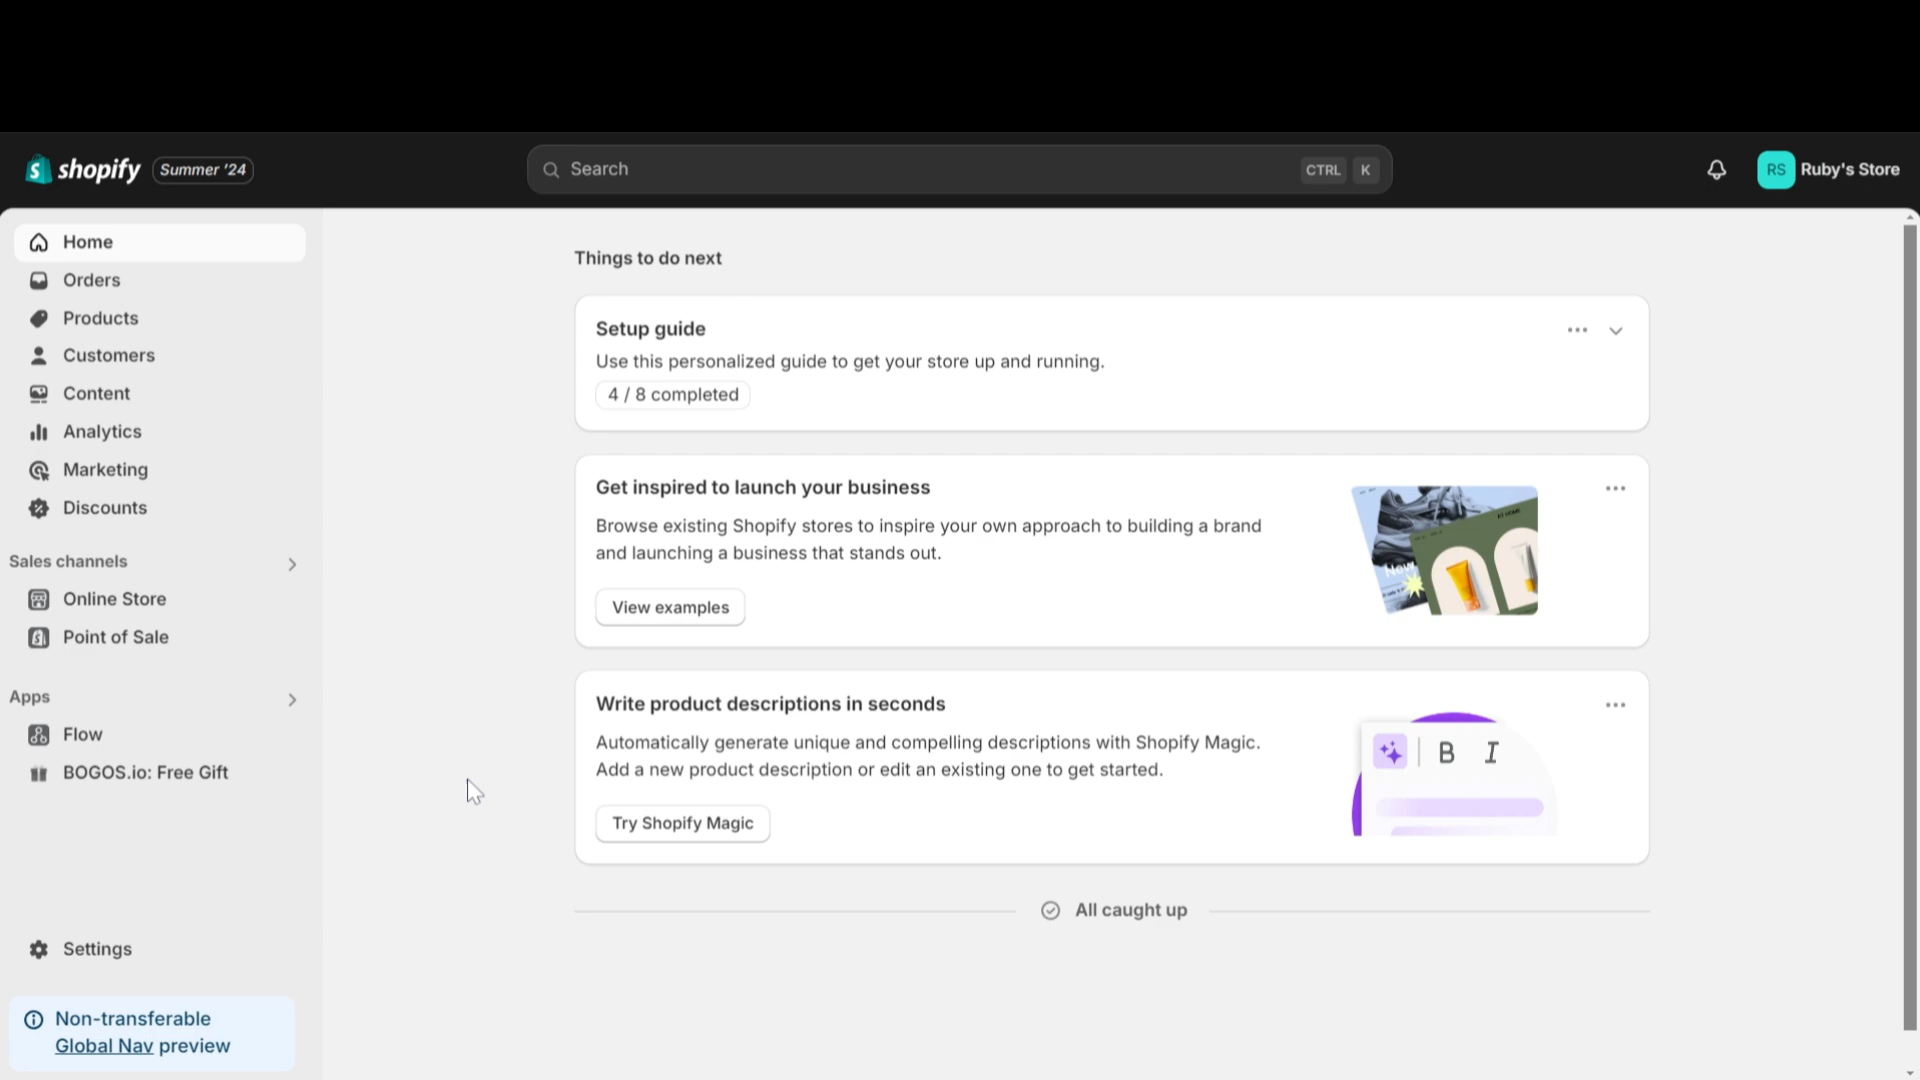 shopify Summer '24
Search CTRL K
RS Ruby's Store
Home
Orders
Products
Customers
Content
Analytics
Marketing
Discounts
Sales channels
Online Store
Point of Sale
Apps
Flow
BOGOS.io: Free Gift
Settings
Non-transferable
Global Nav preview
Things to do next
Setup guide
Use this personalized guide to get your store up and running.
4 / 8 completed
Get inspired to launch your business
Browse existing Shopify stores to inspire your own approach to building a brand
and launching a business that stands out.
View examples
New
Write product descriptions in seconds
Automatically generate unique and compelling descriptions with Shopify Magic.
Add a new product description or edit an existing one to get started.
Try Shopify Magic
B I
All caught up